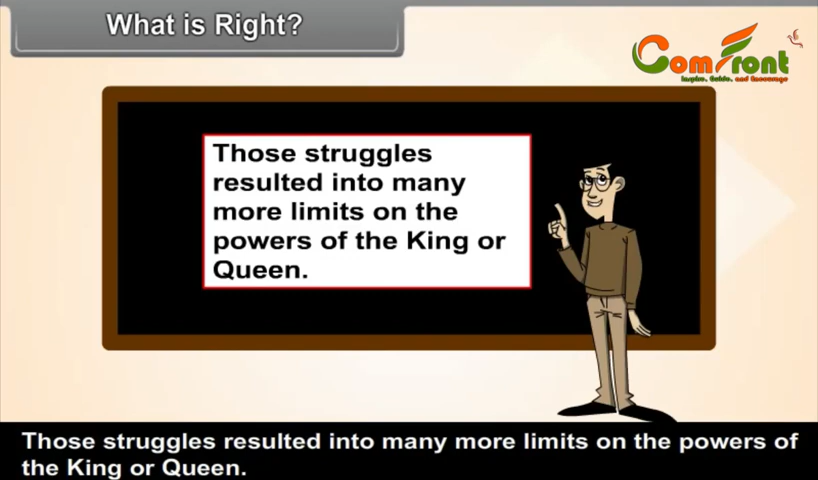 What is Right?
ComFront
Inspire, Guide, and Encourage
Those struggles
resulted into many
more limits on the
powers of the King or
Queen.
Those struggles resulted into many more limits on the powers of
the King or Queen.